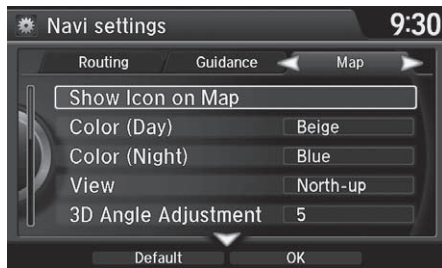 Navi settings 9:30
Routing Guidance Map
Show Icon on Map
Color (Day) Beige
Color (Night) Blue
View North-up
3D Angle Adjustment 5
Default OK